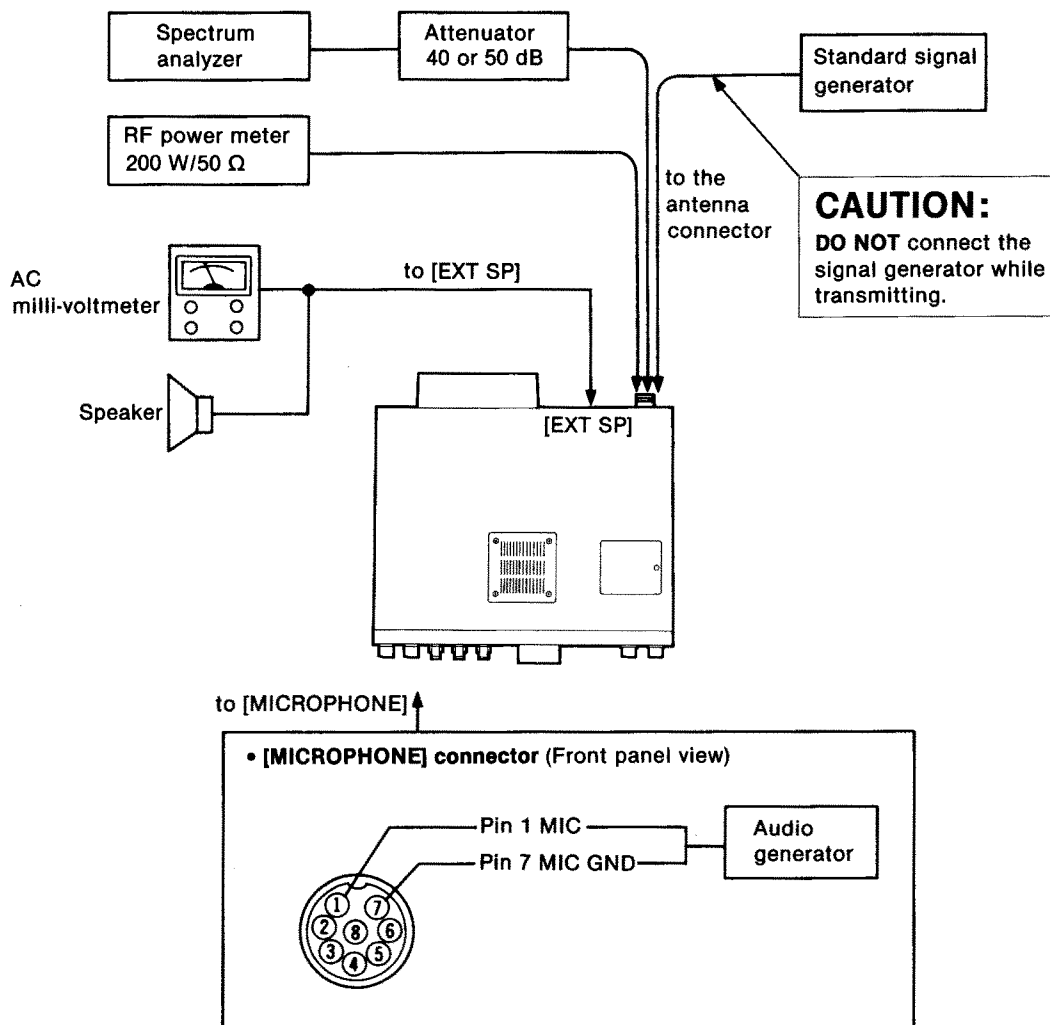 Spectrum
analyzer
Attenuator
40 or 50 dB
Standard signal
generator
RF power meter
200 W/50 Ω
to the
antenna
connector
CAUTION:
DO NOT connect the
signal generator while
transmitting.
AC
milli-voltmeter
to [EXT SP]
Speaker
[EXT SP]
to [MICROPHONE]
• [MICROPHONE] connector (Front panel view)
Pin 1 MIC
Pin 7 MIC GND
Audio
generator
1
7
2
8
6
3
5
4